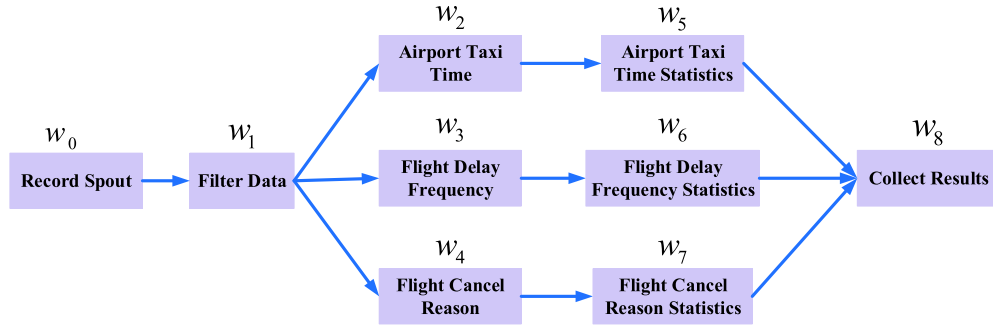 w0
Record Spout
w1
Filter Data
w2
Airport Taxi
Time
w3
Flight Delay
Frequency
w4
Flight Cancel
Reason
w5
Airport Taxi
Time Statistics
w6
Flight Delay
Frequency Statistics
w7
Flight Cancel
Reason Statistics
w8
Collect Results